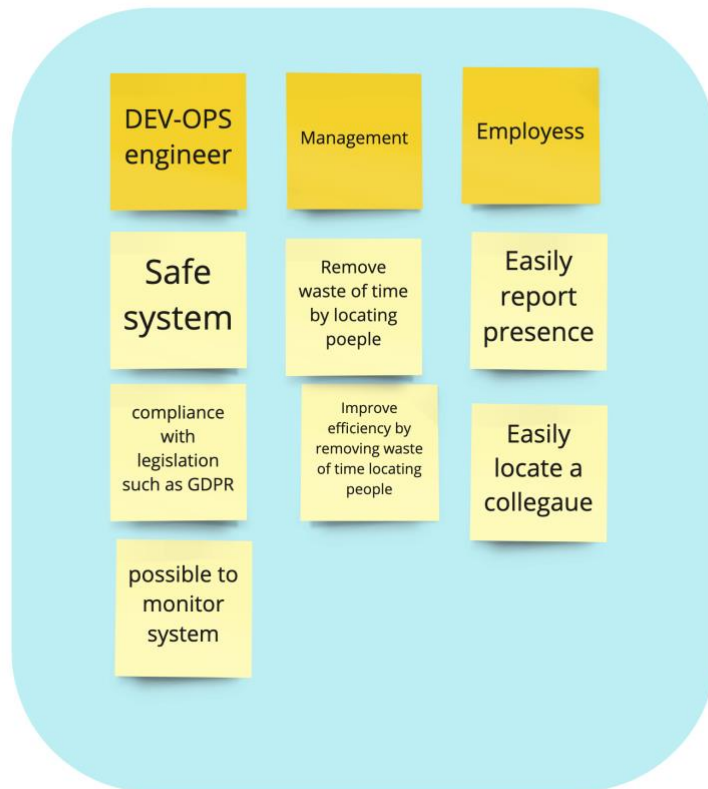 DEV-OPS
engineer
Management
Employess
Safe
system
Remove
waste of time
by locating
poeple
Easily
report
presence
compliance
with
legislation
such as GDPR
Improve
efficiency by
removing waste
of time locating
people
Easily
locate a
collegaue
possible to
monitor
system